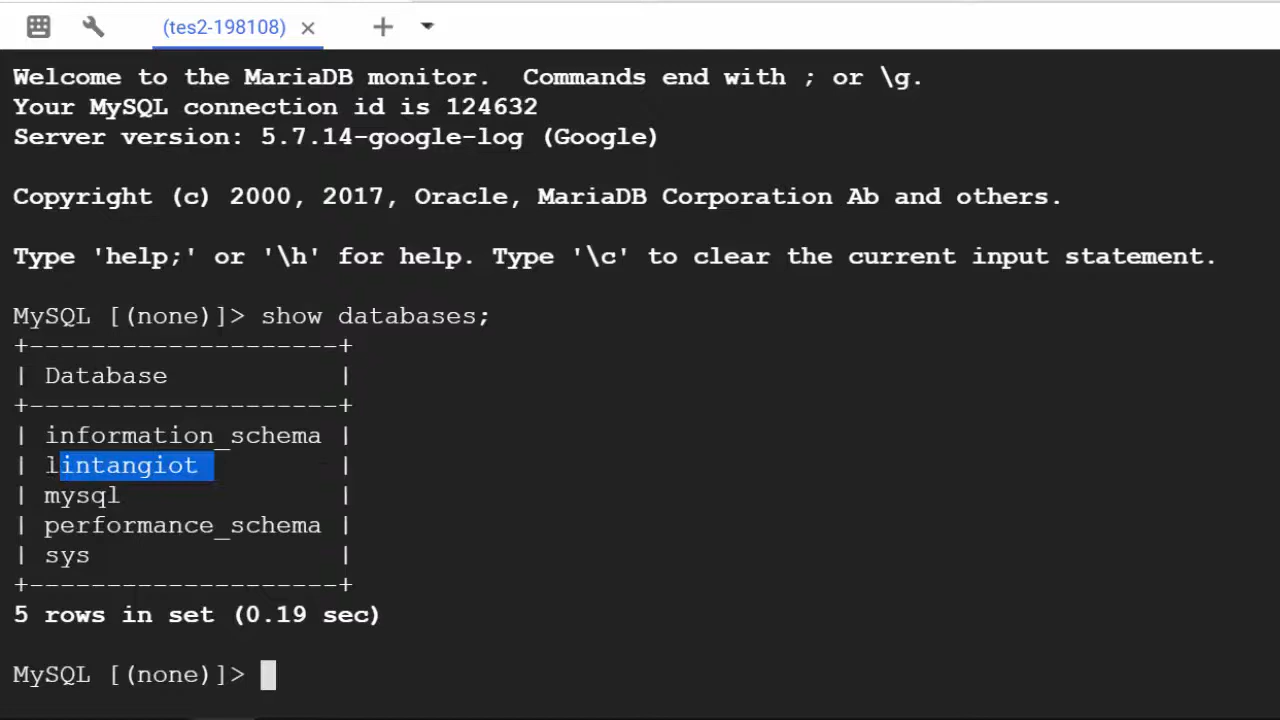 (tes2-198108)
Welcome to the MariaDB monitor.  Commands end with ; or \g.
Your MySQL connection id is 124632
Server version: 5.7.14-google-log (Google)
Copyright (c) 2000, 2017, Oracle, MariaDB Corporation Ab and others.
Type 'help;' or '\h' for help. Type '\c' to clear the current input statement.
MySQL [(none)]> show databases;
+--------------------+
| Database           |
+--------------------+
| information_schema |
| lintangiot         |
| mysql              |
| performance_schema |
| sys                |
+--------------------+
5 rows in set (0.19 sec)
MySQL [(none)]>